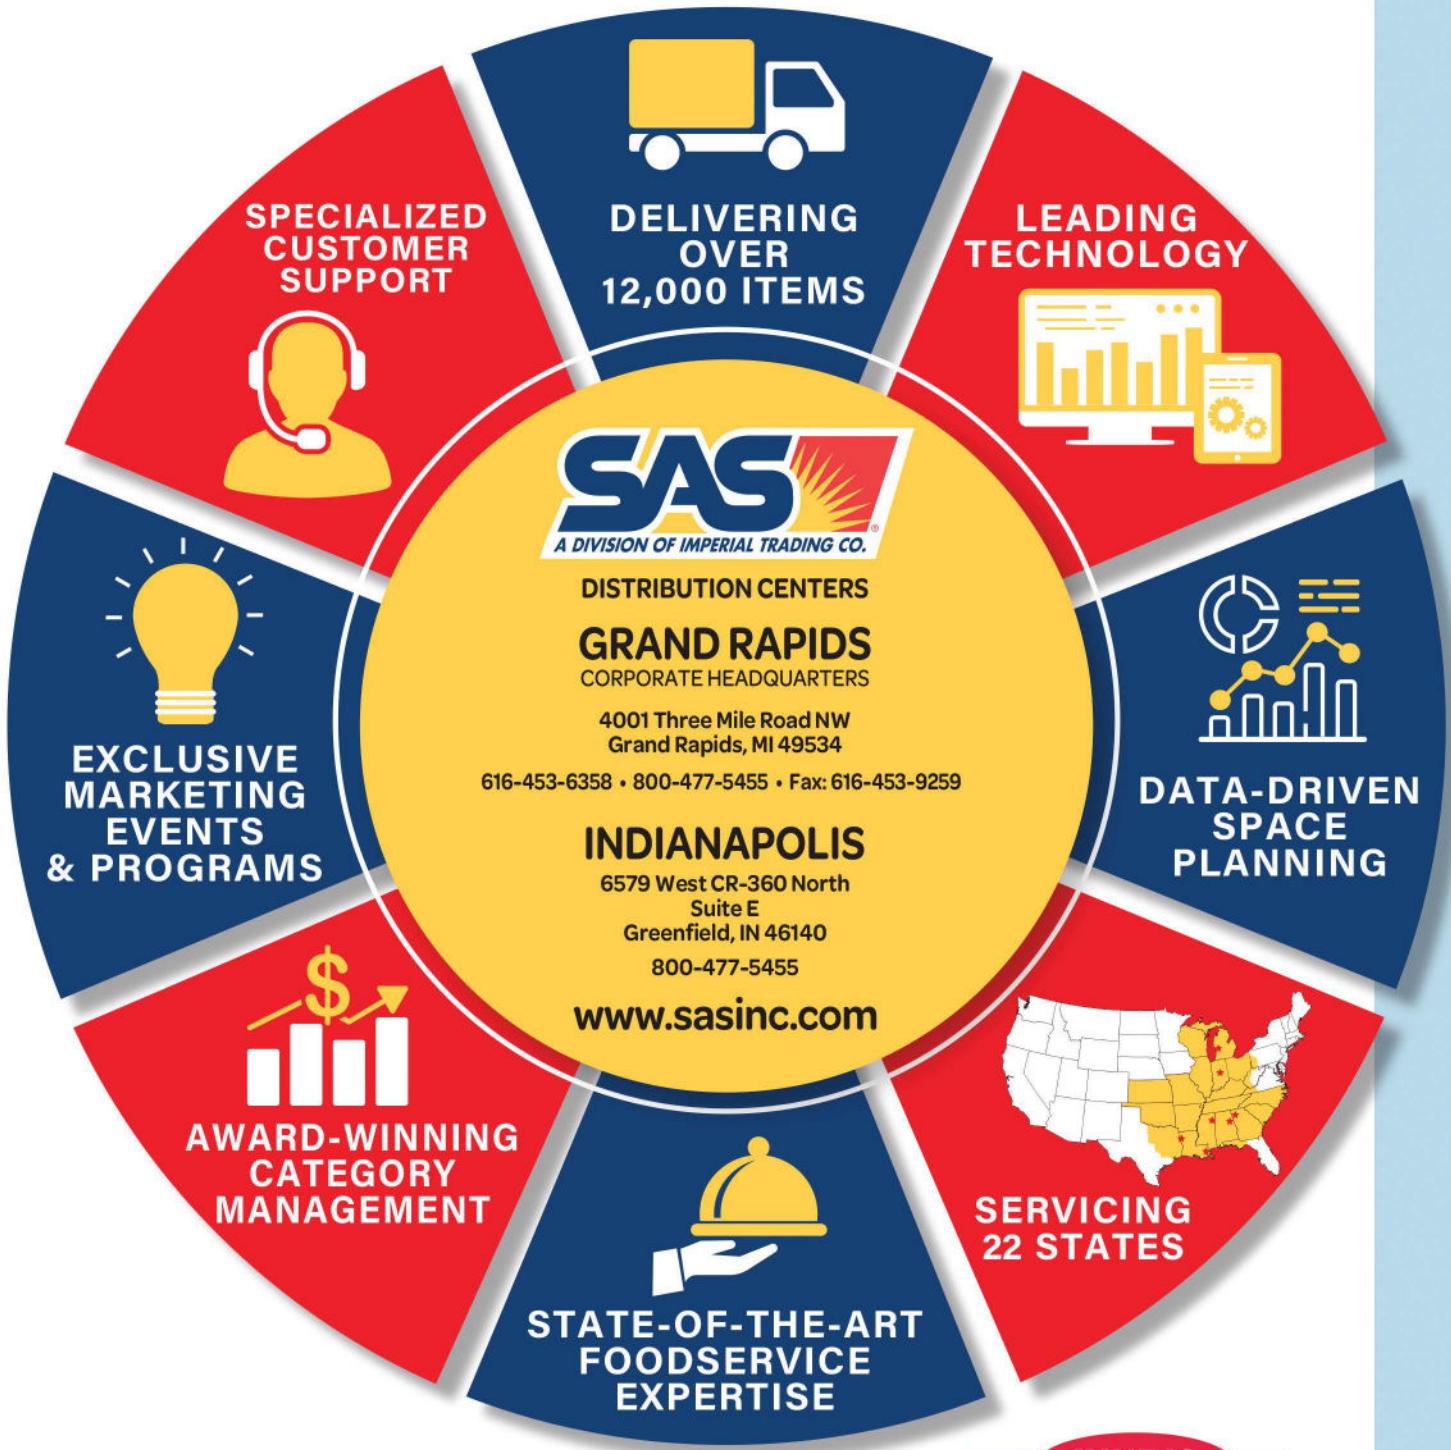 DELIVERING
OVER
12,000 ITEMS
LEADING
TECHNOLOGY
DATA-DRIVEN
SPACE
PLANNING
SERVICING
22 STATES
STATE-OF-THE-ART
FOODSERVICE
EXPERTISE
AWARD-WINNING
CATEGORY
MANAGEMENT
$
EXCLUSIVE
MARKETING
EVENTS
& PROGRAMS
SPECIALIZED
CUSTOMER
SUPPORT
SAS®
A DIVISION OF IMPERIAL TRADING CO.
DISTRIBUTION CENTERS
GRAND RAPIDS
CORPORATE HEADQUARTERS
4001 Three Mile Road NW
Grand Rapids, MI 49534
616-453-6358 • 800-477-5455 • Fax: 616-453-9259
INDIANAPOLIS
6579 West CR-360 North
Suite E
Greenfield, IN 46140
800-477-5455
www.sasinc.com